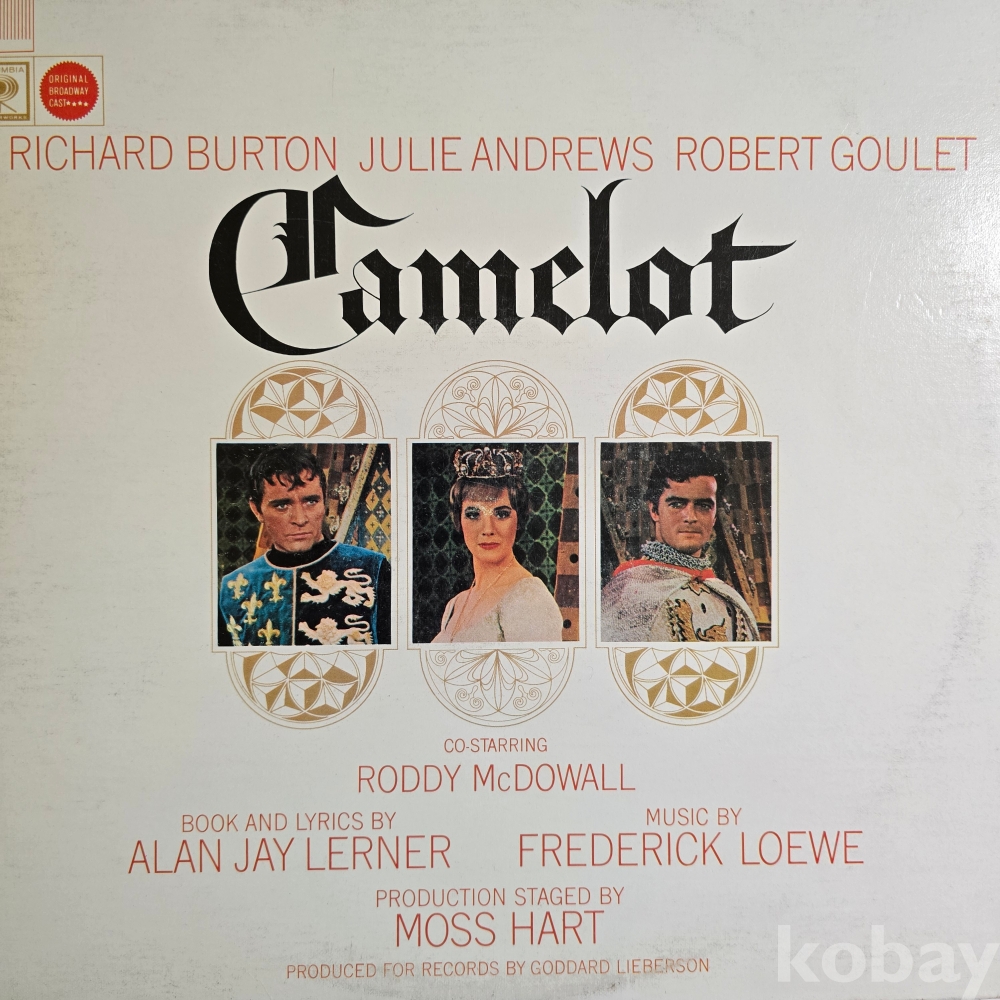 ORIGINAL
BROADWAY
CAST★★★★
RICHARD BURTON JULIE ANDREWS ROBERT GOULET
Camelot
CO-STARRING
RODDY McDOWALL
BOOK AND LYRICS BY
ALAN JAY LERNER
MUSIC BY
FREDERICK LOEWE
PRODUCTION STAGED BY
MOSS HART
PRODUCED FOR RECORDS BY GODDARD LIEBERSON
kobay